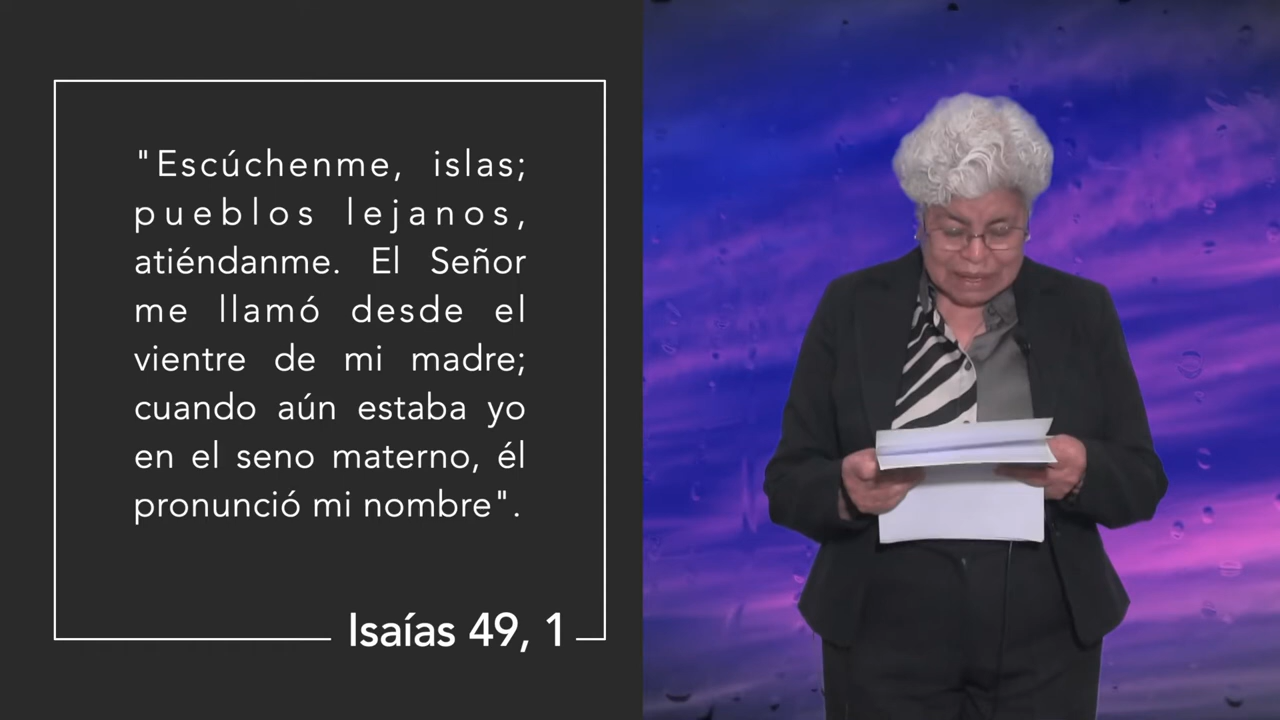 "Escúchenme, islas;
pueblos lejanos,
atiéndanme. El Señor
me llamó desde el
vientre de mi madre;
cuando aún estaba yo
en el seno materno, él
pronunció mi nombre".
Isaías 49, 1